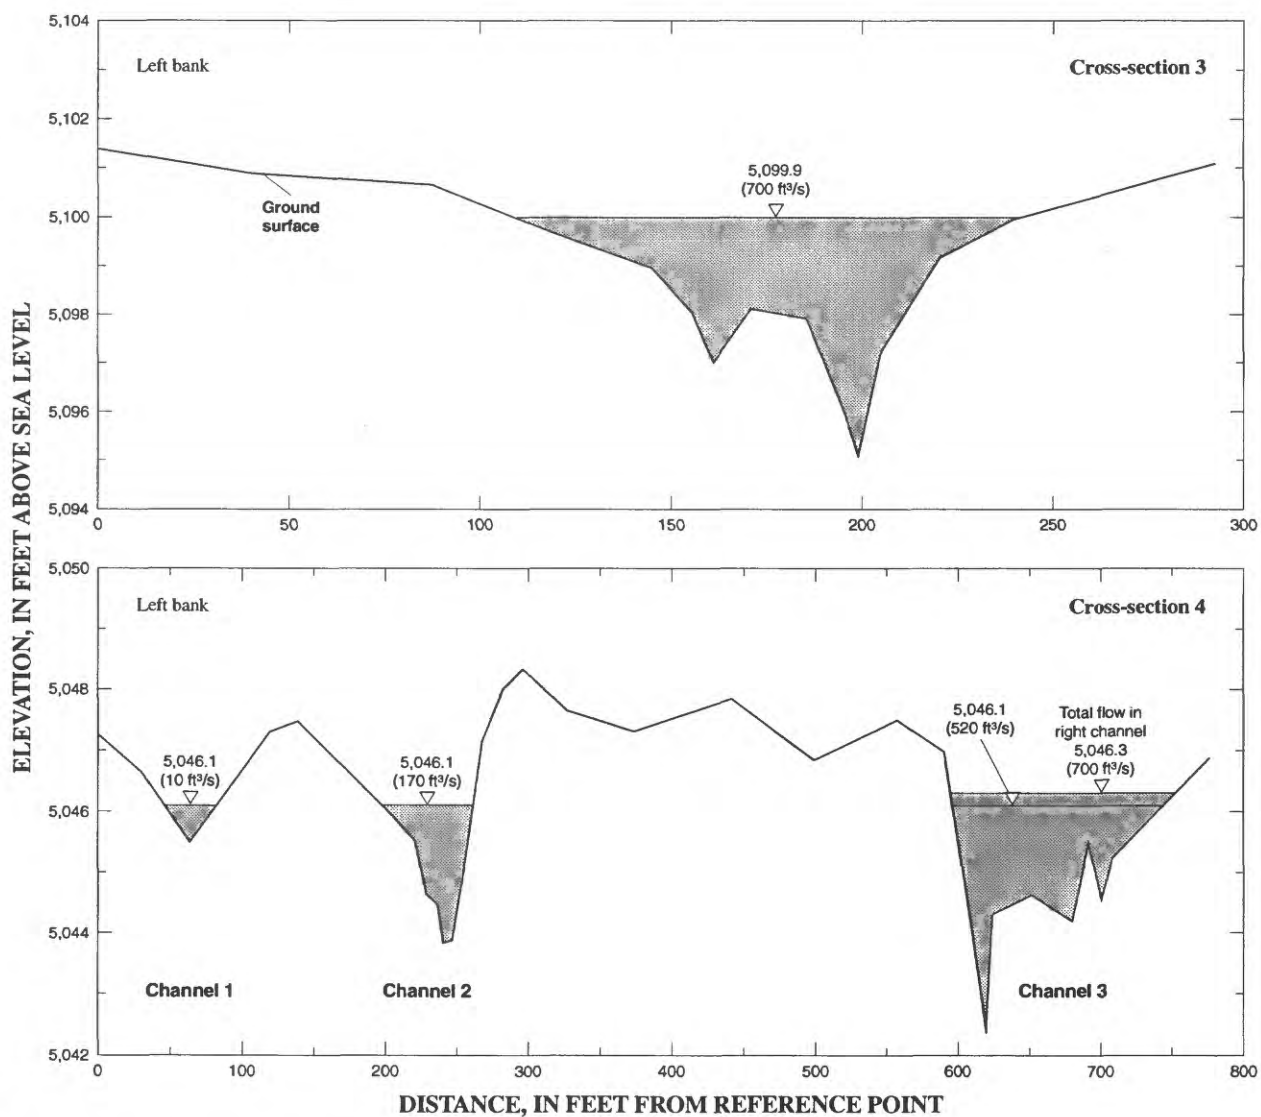 ELEVATION, IN FEET ABOVE SEA LEVEL
5,104
5,102
5,100
5,098
5,096
5,094
Left bank
Cross-section 3
5,099.9
(700 ft³/s)
Ground
surface
0
50
100
150
200
250
300
5,050
5,048
5,046
5,044
5,042
Left bank
Cross-section 4
5,046.1
(10 ft³/s)
5,046.1
(170 ft³/s)
5,046.1
(520 ft³/s)
Total flow in
right channel
5,046.3
(700 ft³/s)
Channel 1
Channel 2
Channel 3
0
100
200
300
400
500
600
700
800
DISTANCE, IN FEET FROM REFERENCE POINT